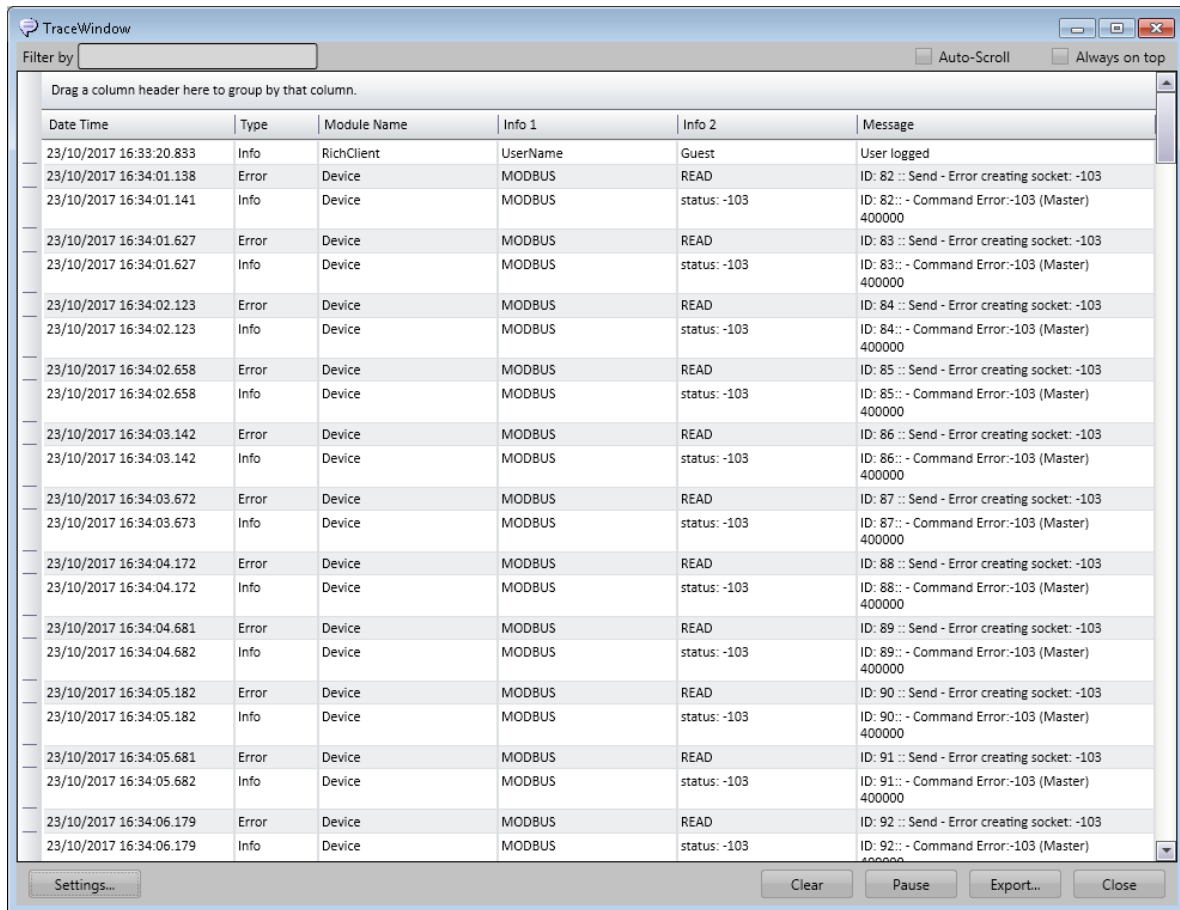 TraceWindow
Filter by Auto-Scroll Always on top
Drag a column header here to group by that column.
Date Time Type Module Name Info 1 Info 2 Message
23/10/2017 16:33:20.833 Info RichClient UserName Guest User logged
23/10/2017 16:34:01.138 Error Device MODBUS READ ID: 82 :: Send - Error creating socket: -103
23/10/2017 16:34:01.141 Info Device MODBUS status: -103 ID: 82:: - Command Error:-103 (Master)
400000
23/10/2017 16:34:01.627 Error Device MODBUS READ ID: 83 :: Send - Error creating socket: -103
23/10/2017 16:34:01.627 Info Device MODBUS status: -103 ID: 83:: - Command Error:-103 (Master)
400000
23/10/2017 16:34:02.123 Error Device MODBUS READ ID: 84 :: Send - Error creating socket: -103
23/10/2017 16:34:02.123 Info Device MODBUS status: -103 ID: 84:: - Command Error:-103 (Master)
400000
23/10/2017 16:34:02.658 Error Device MODBUS READ ID: 85 :: Send - Error creating socket: -103
23/10/2017 16:34:02.658 Info Device MODBUS status: -103 ID: 85:: - Command Error:-103 (Master)
400000
23/10/2017 16:34:03.142 Error Device MODBUS READ ID: 86 :: Send - Error creating socket: -103
23/10/2017 16:34:03.142 Info Device MODBUS status: -103 ID: 86:: - Command Error:-103 (Master)
400000
23/10/2017 16:34:03.672 Error Device MODBUS READ ID: 87 :: Send - Error creating socket: -103
23/10/2017 16:34:03.673 Info Device MODBUS status: -103 ID: 87:: - Command Error:-103 (Master)
400000
23/10/2017 16:34:04.172 Error Device MODBUS READ ID: 88 :: Send - Error creating socket: -103
23/10/2017 16:34:04.172 Info Device MODBUS status: -103 ID: 88:: - Command Error:-103 (Master)
400000
23/10/2017 16:34:04.681 Error Device MODBUS READ ID: 89 :: Send - Error creating socket: -103
23/10/2017 16:34:04.682 Info Device MODBUS status: -103 ID: 89:: - Command Error:-103 (Master)
400000
23/10/2017 16:34:05.182 Error Device MODBUS READ ID: 90 :: Send - Error creating socket: -103
23/10/2017 16:34:05.182 Info Device MODBUS status: -103 ID: 90:: - Command Error:-103 (Master)
400000
23/10/2017 16:34:05.681 Error Device MODBUS READ ID: 91 :: Send - Error creating socket: -103
23/10/2017 16:34:05.682 Info Device MODBUS status: -103 ID: 91:: - Command Error:-103 (Master)
400000
23/10/2017 16:34:06.179 Error Device MODBUS READ ID: 92 :: Send - Error creating socket: -103
23/10/2017 16:34:06.179 Info Device MODBUS status: -103 ID: 92:: - Command Error:-103 (Master)
Settings... Clear Pause Export... Close